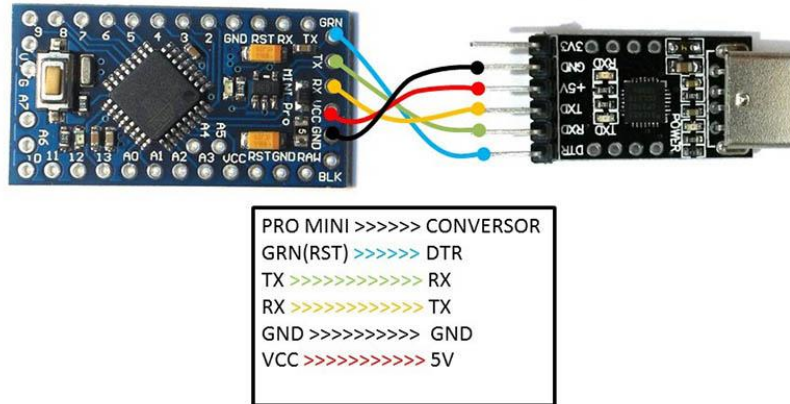 9 8 7 6 5 4 3 2 GND RST RX TX GRN
TX
RX
VCC
GND
BLK
MINI Pro
A7
A6
A4
A5
10 11 12 13 A0 A1 A2 A3 VCC RST GND RAW
3V3
GND
+5V
TXD
RXD
DTR
RXD
TXD
POWER
PRO MINI >>>>>> CONVERSOR
GRN(RST) >>>>>> DTR
TX >>>>>>>>>>>> RX
RX >>>>>>>>>>>> TX
GND >>>>>>>>>> GND
VCC >>>>>>>>>>> 5V